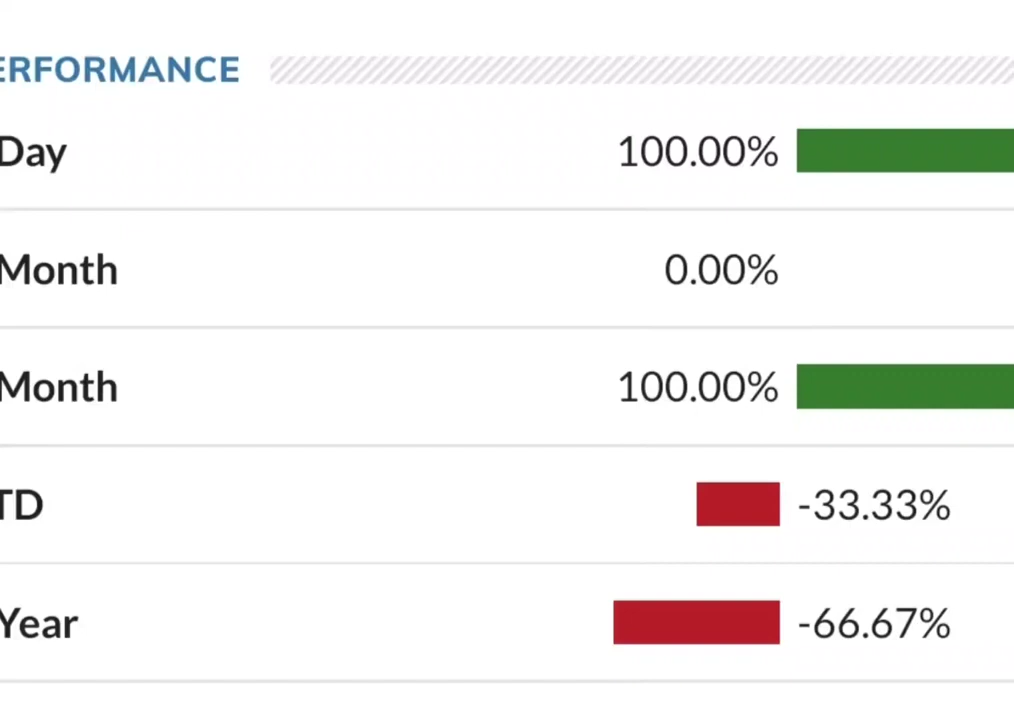 ERFORMANCE
Day 100.00%
Month 0.00%
Month 100.00%
TD -33.33%
Year -66.67%